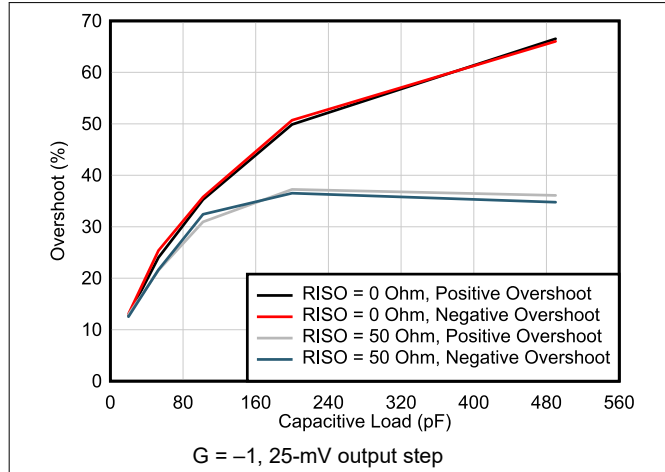 70
60
50
40
30
20
10
0
Overshoot (%)
RISO = 0 Ohm, Positive Overshoot
RISO = 0 Ohm, Negative Overshoot
RISO = 50 Ohm, Positive Overshoot
RISO = 50 Ohm, Negative Overshoot
0 80 160 240 320 400 480 560
Capacitive Load (pF)
G = –1, 25-mV output step